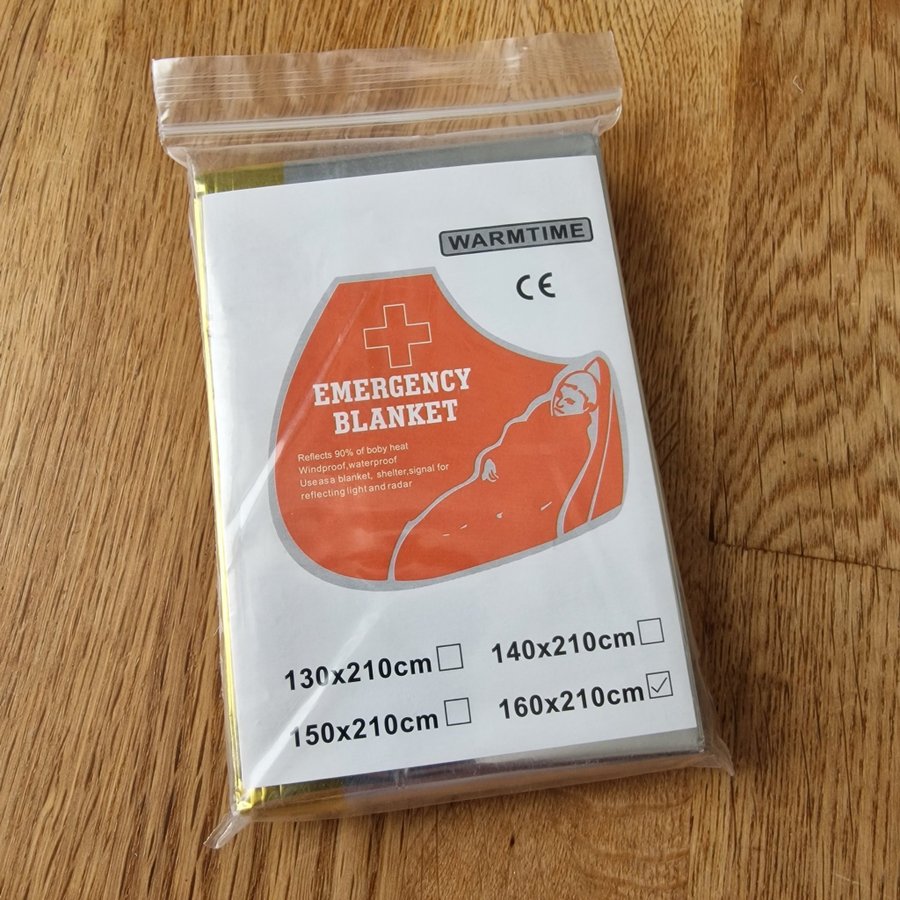 WARMTIME
CE
EMERGENCY
BLANKET
Reflects 90% of boby heat
Windproof,waterproof
Use as a blanket, shelter,signal for
reflecting light and radar
130x210cm
140x210cm
150x210cm
160x210cm